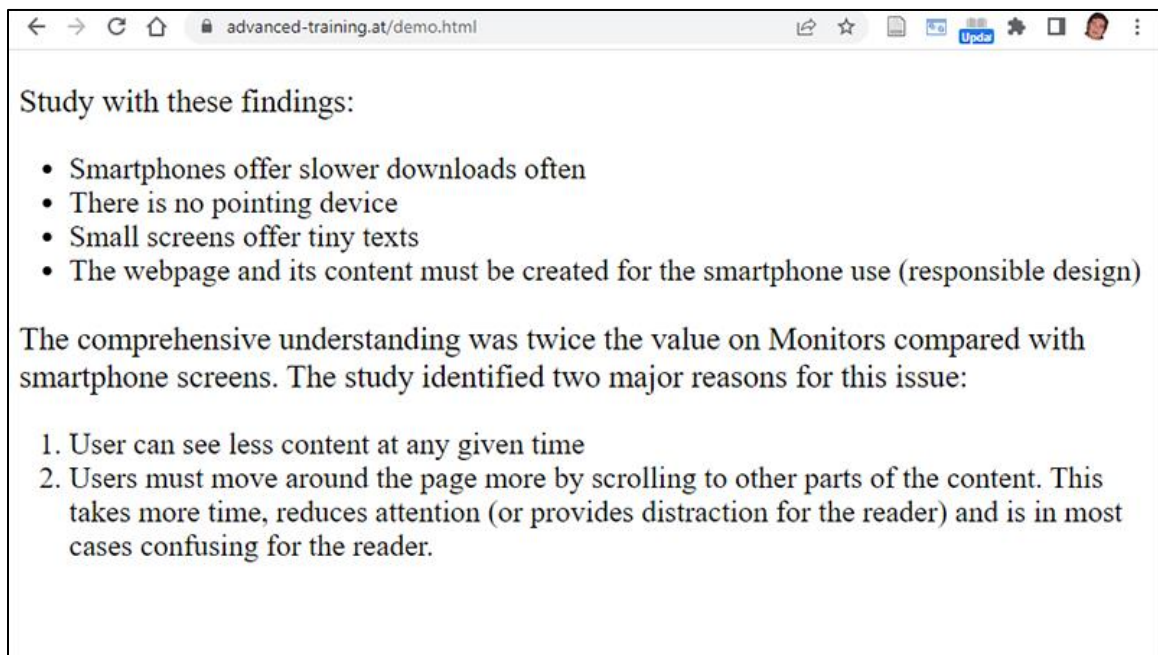 advanced-training.at/demo.html
Updat
Study with these findings:
• Smartphones offer slower downloads often
• There is no pointing device
• Small screens offer tiny texts
• The webpage and its content must be created for the smartphone use (responsible design)
The comprehensive understanding was twice the value on Monitors compared with
smartphone screens. The study identified two major reasons for this issue:
1. User can see less content at any given time
2. Users must move around the page more by scrolling to other parts of the content. This
takes more time, reduces attention (or provides distraction for the reader) and is in most
cases confusing for the reader.